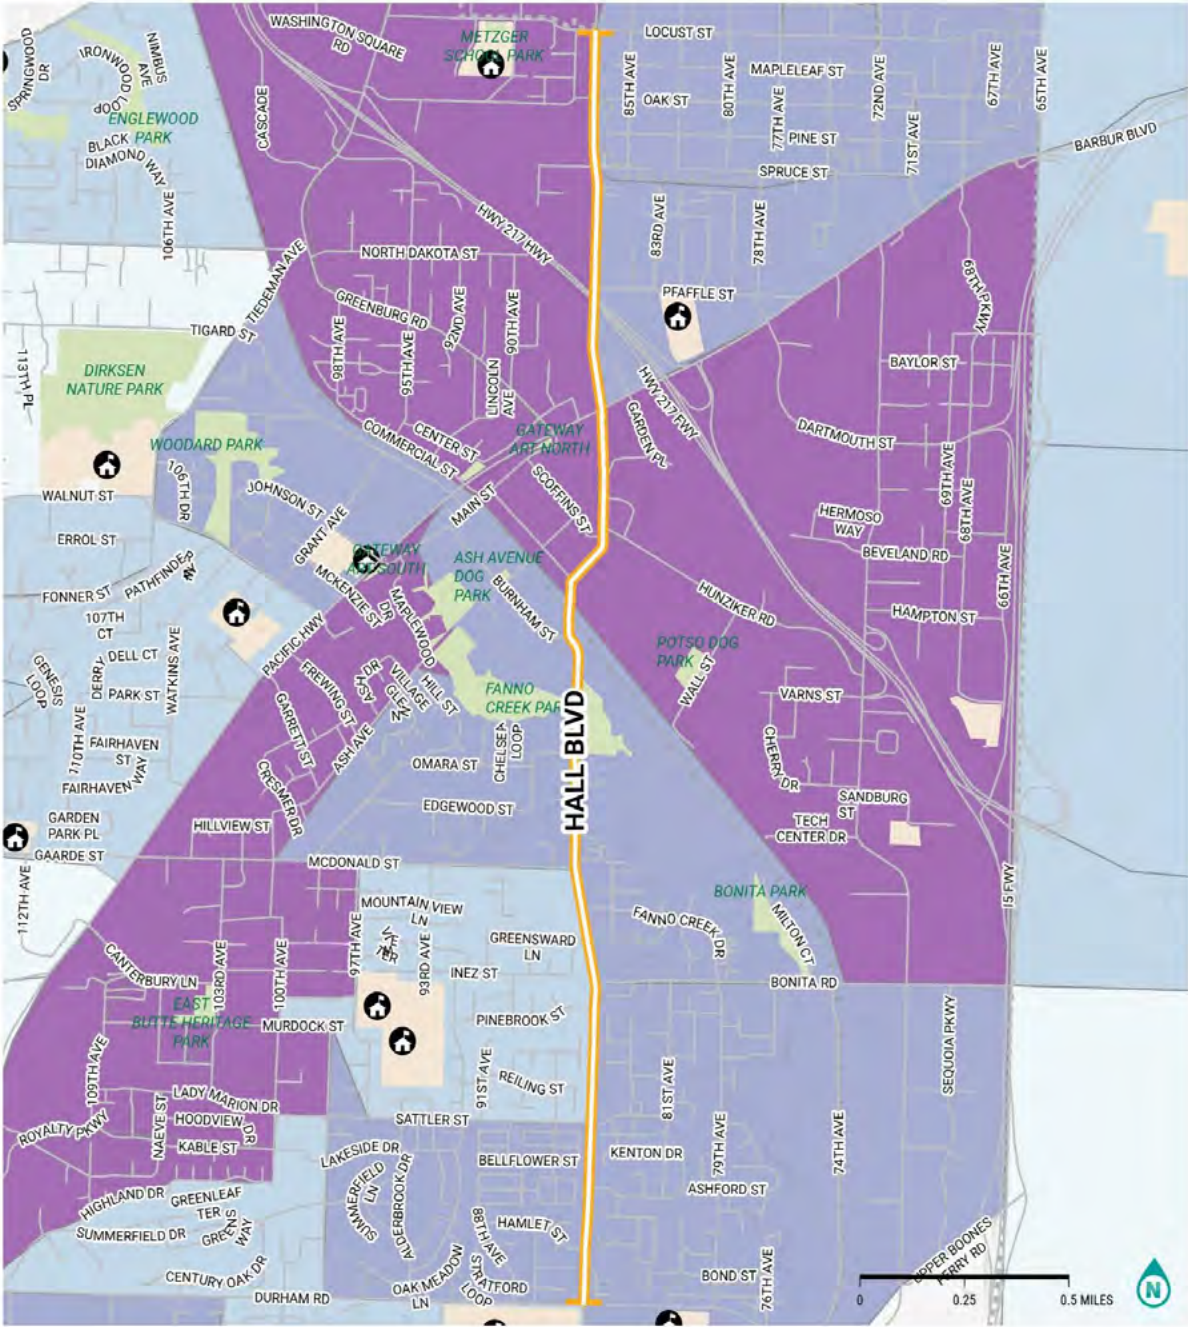 WASHINGTON SQUARE
RD
METZGER
SCHOOL PARK
LOCUST ST
SPRINGWOOD
DR
IRONWOOD LOOP
NIMBUS
AVE
85TH AVE
80TH AVE
MAPLELEAF ST
72ND AVE
67TH AVE
65TH AVE
OAK ST
77TH AVE
ENGLEWOOD
PARK
CASCADE
PINE ST
71ST AVE
BARBUR BLVD
BLACK
DIAMOND WAY
SPRUCE ST
106TH AVE
HWY 217 HWY
83RD AVE
78TH AVE
NORTH DAKOTA ST
TIEDEMAN AVE
68TH PKWY
GREENBURG RD
92ND AVE
90TH AVE
PFAFFLE ST
TIGARD ST
98TH AVE
95TH AVE
113TH PL
DIRKSEN
NATURE PARK
LINCOLN
AVE
HWY 217 FWY
BAYLOR ST
WOODARD PARK
COMMERCIAL ST
CENTER ST
GATEWAY
ART NORTH
GARDEN PL
DARTMOUTH ST
106TH DR
WALNUT ST
JOHNSON ST
MAIN ST
SCOFFINS ST
69TH AVE
68TH AVE
HERMOSO
WAY
ERROL ST
GRANT AVE
GATEWAY
ART SOUTH
ASH AVENUE
DOG
PARK
BEVELAND RD
66TH AVE
FONNER ST
PATHFINDER
MCKENZIE ST
MAPLEWOOD
DR
BURNHAM ST
HUNZIKER RD
HAMPTON ST
107TH
CT
PACIFIC HWY
POTSO DOG
PARK
GENESIS
LOOP
DERRY
DELL CT
WATKINS AVE
FREWING ST
ASH DR
VILLAGE
GLEN
HILL ST
FANNO
CREEK PAR
WALL ST
PARK ST
VARNS ST
110TH AVE
GARRETT ST
ASH AVE
CHELSEA
LOOP
HALL BLVD
FAIRHAVEN
ST
OMARA ST
CHERRY DR
FAIRHAVEN WAY
CRESMER DR
EDGEWOOD ST
SANDBURG
ST
GARDEN
PARK PL
HILLVIEW ST
TECH
CENTER DR
GAARDE ST
MCDONALD ST
112TH AVE
I5 FWY
BONITA PARK
MOUNTAIN VIEW
LN
FANNO CREEK DR
MILTON CT
97TH AVE
93RD AVE
GREENSWARD
LN
CANTERBURY LN
103RD AVE
100TH AVE
INEZ ST
BONITA RD
EAST
BUTTE HERITAGE
PARK
MURDOCK ST
PINEBROOK ST
SEQUOIA PKWY
109TH AVE
91ST AVE
REILING ST
81ST AVE
LADY MARION DR
NAEVE ST
HOODVIEW
DR
SATTLER ST
79TH AVE
74TH AVE
ROYALTY PKWY
KABLE ST
LAKESIDE DR
BELLFLOWER ST
KENTON DR
SUMMERFIELD
LN
ALDERBROOK DR
ASHFORD ST
HIGHLAND DR
GREENLEAF
TER
SUMMERFIELD DR
GREENS
WAY
88TH AVE
HAMLET ST
UPPER BOONES
FERRY RD
CENTURY OAK DR
OAK MEADOW
LN
STRATFORD
LOOP
BOND ST
76TH AVE
DURHAM RD
0
0.25
0.5 MILES
N